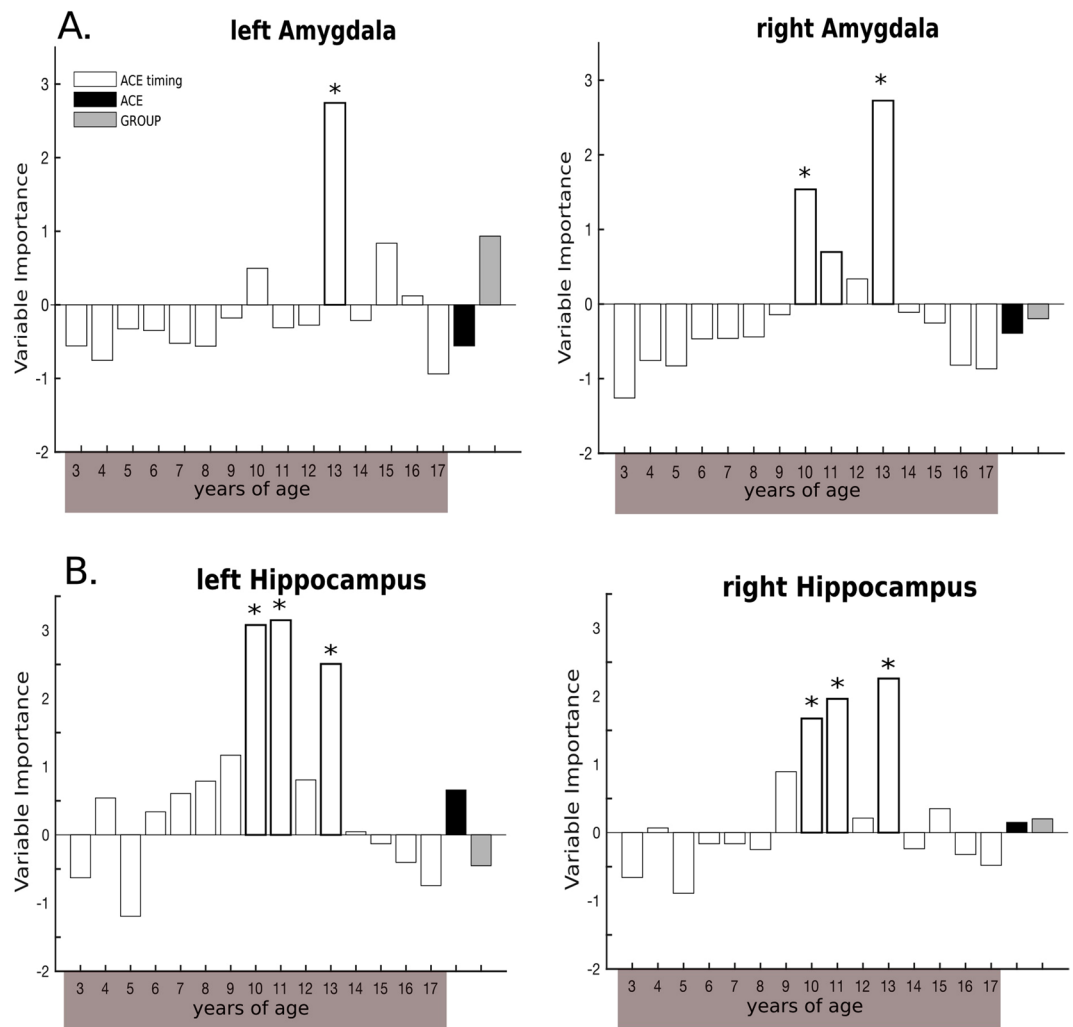 A.
left Amygdala
ACE timing
ACE
GROUP
Variable Importance
3
2
1
0
-1
-2
*
3 4 5 6 7 8 9 10 11 12 13 14 15 16 17
years of age
right Amygdala
Variable Importance
3
2
1
0
-1
-2
* *
3 4 5 6 7 8 9 10 11 12 13 14 15 16 17
years of age
B.
left Hippocampus
Variable Importance
3
2
1
0
-1
-2
* * *
3 4 5 6 7 8 9 10 11 12 13 14 15 16 17
years of age
right Hippocampus
Variable Importance
3
2
1
0
-1
-2
* * *
3 4 5 6 7 8 9 10 11 12 13 14 15 16 17
years of age